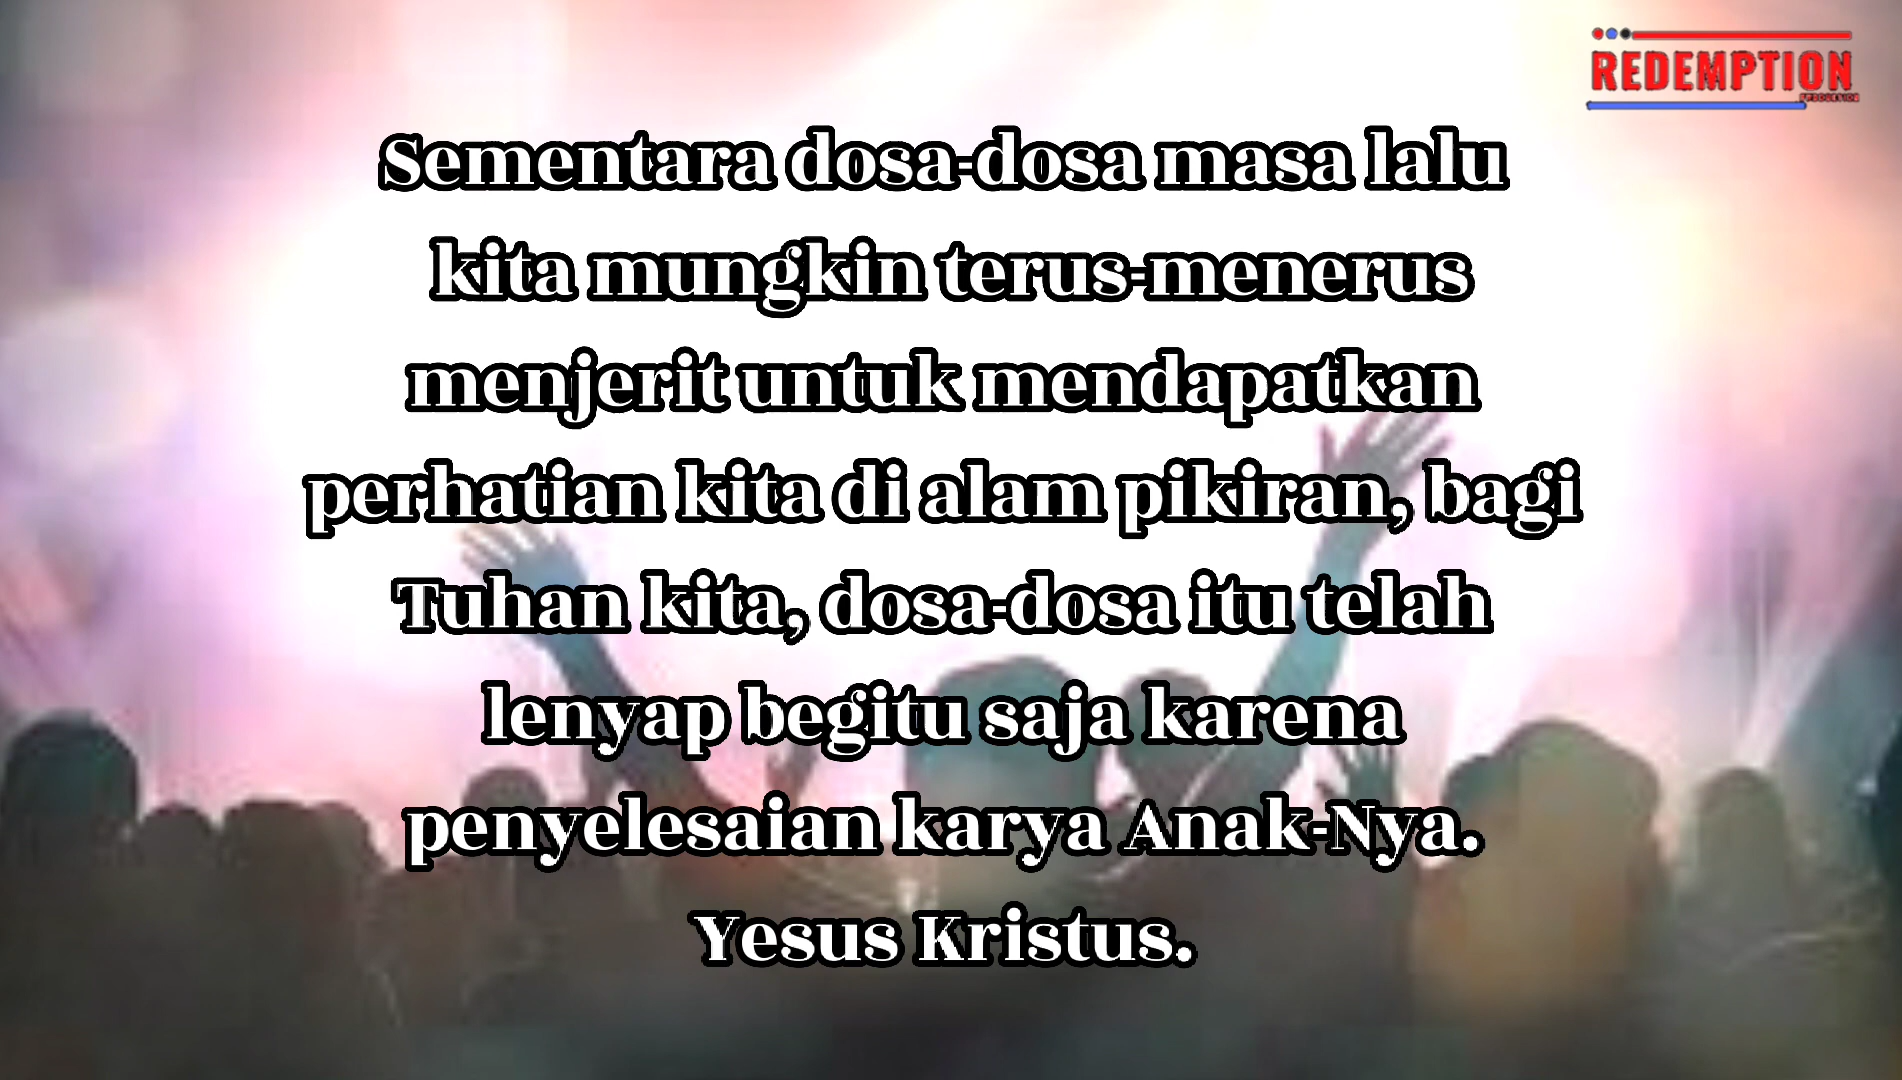 REDEMPTION
Sementara dosa-dosa masa lalu
kita mungkin terus-menerus
menjerit untuk mendapatkan
perhatian kita di alam pikiran, bagi
Tuhan kita, dosa-dosa itu telah
lenyap begitu saja karena
penyelesaian karya Anak-Nya.
Yesus Kristus.